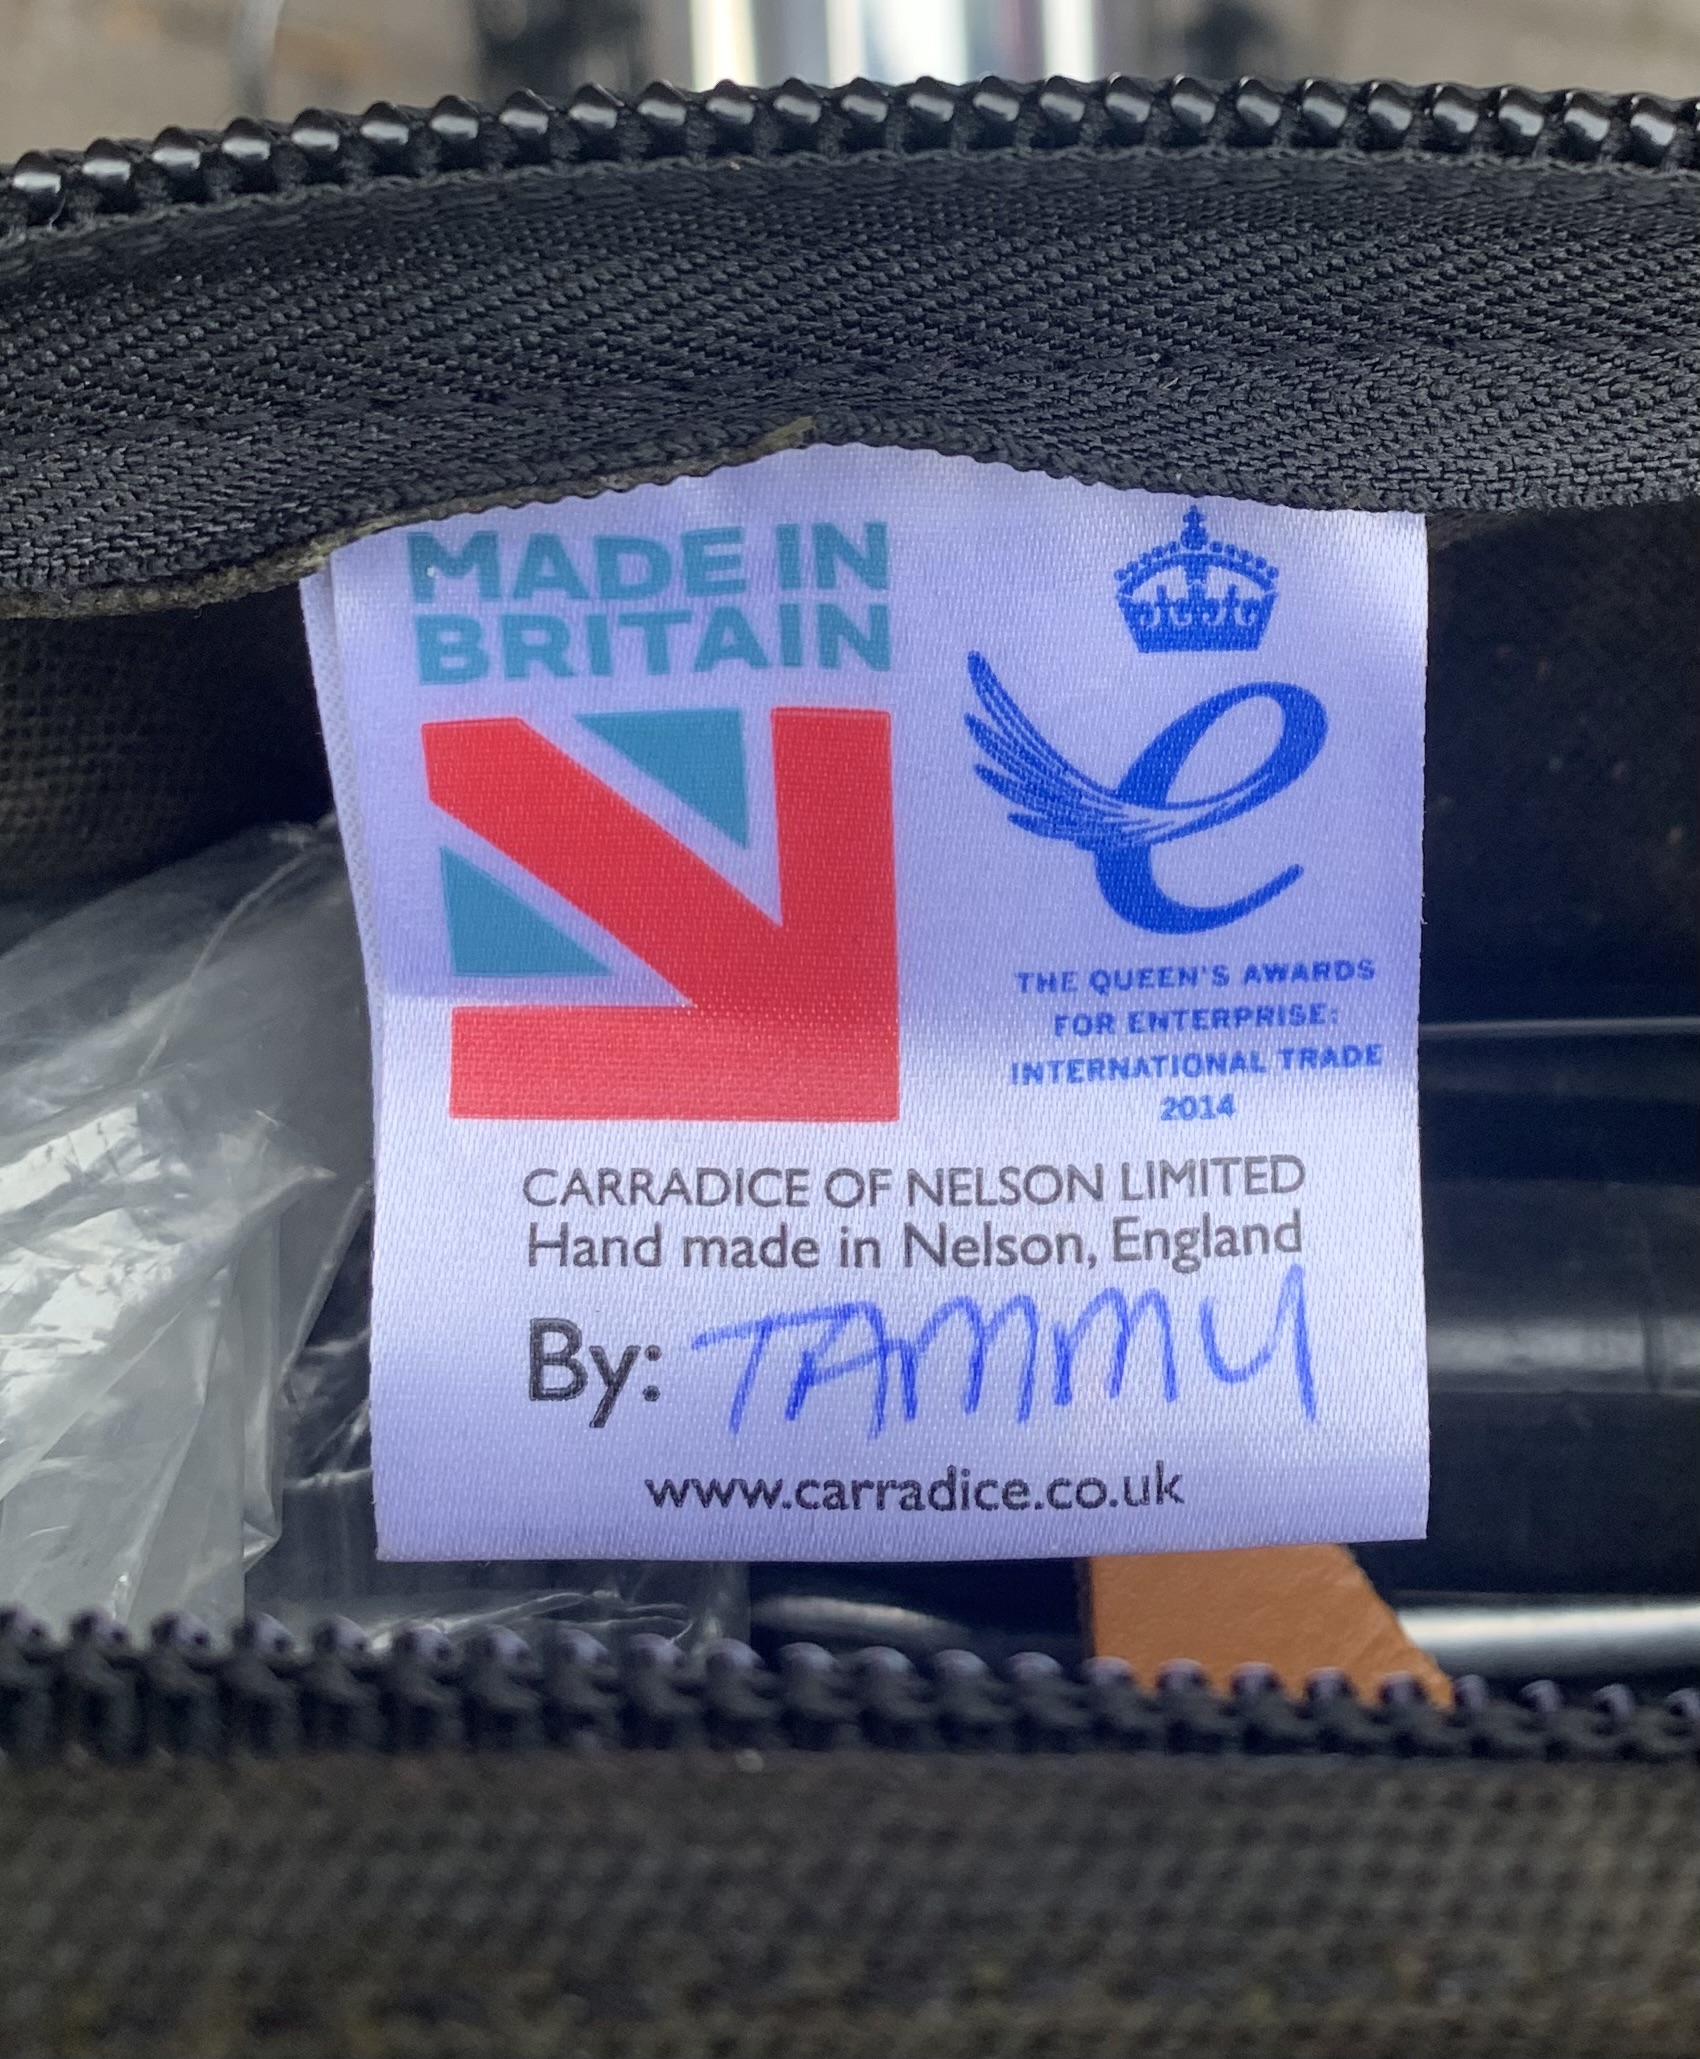 MADE IN
BRITAIN
e
THE QUEEN'S AWARDS
FOR ENTERPRISE:
INTERNATIONAL TRADE
2014
CARRADICE OF NELSON LIMITED
Hand made in Nelson, England
By: TAMMY
www.carradice.co.uk